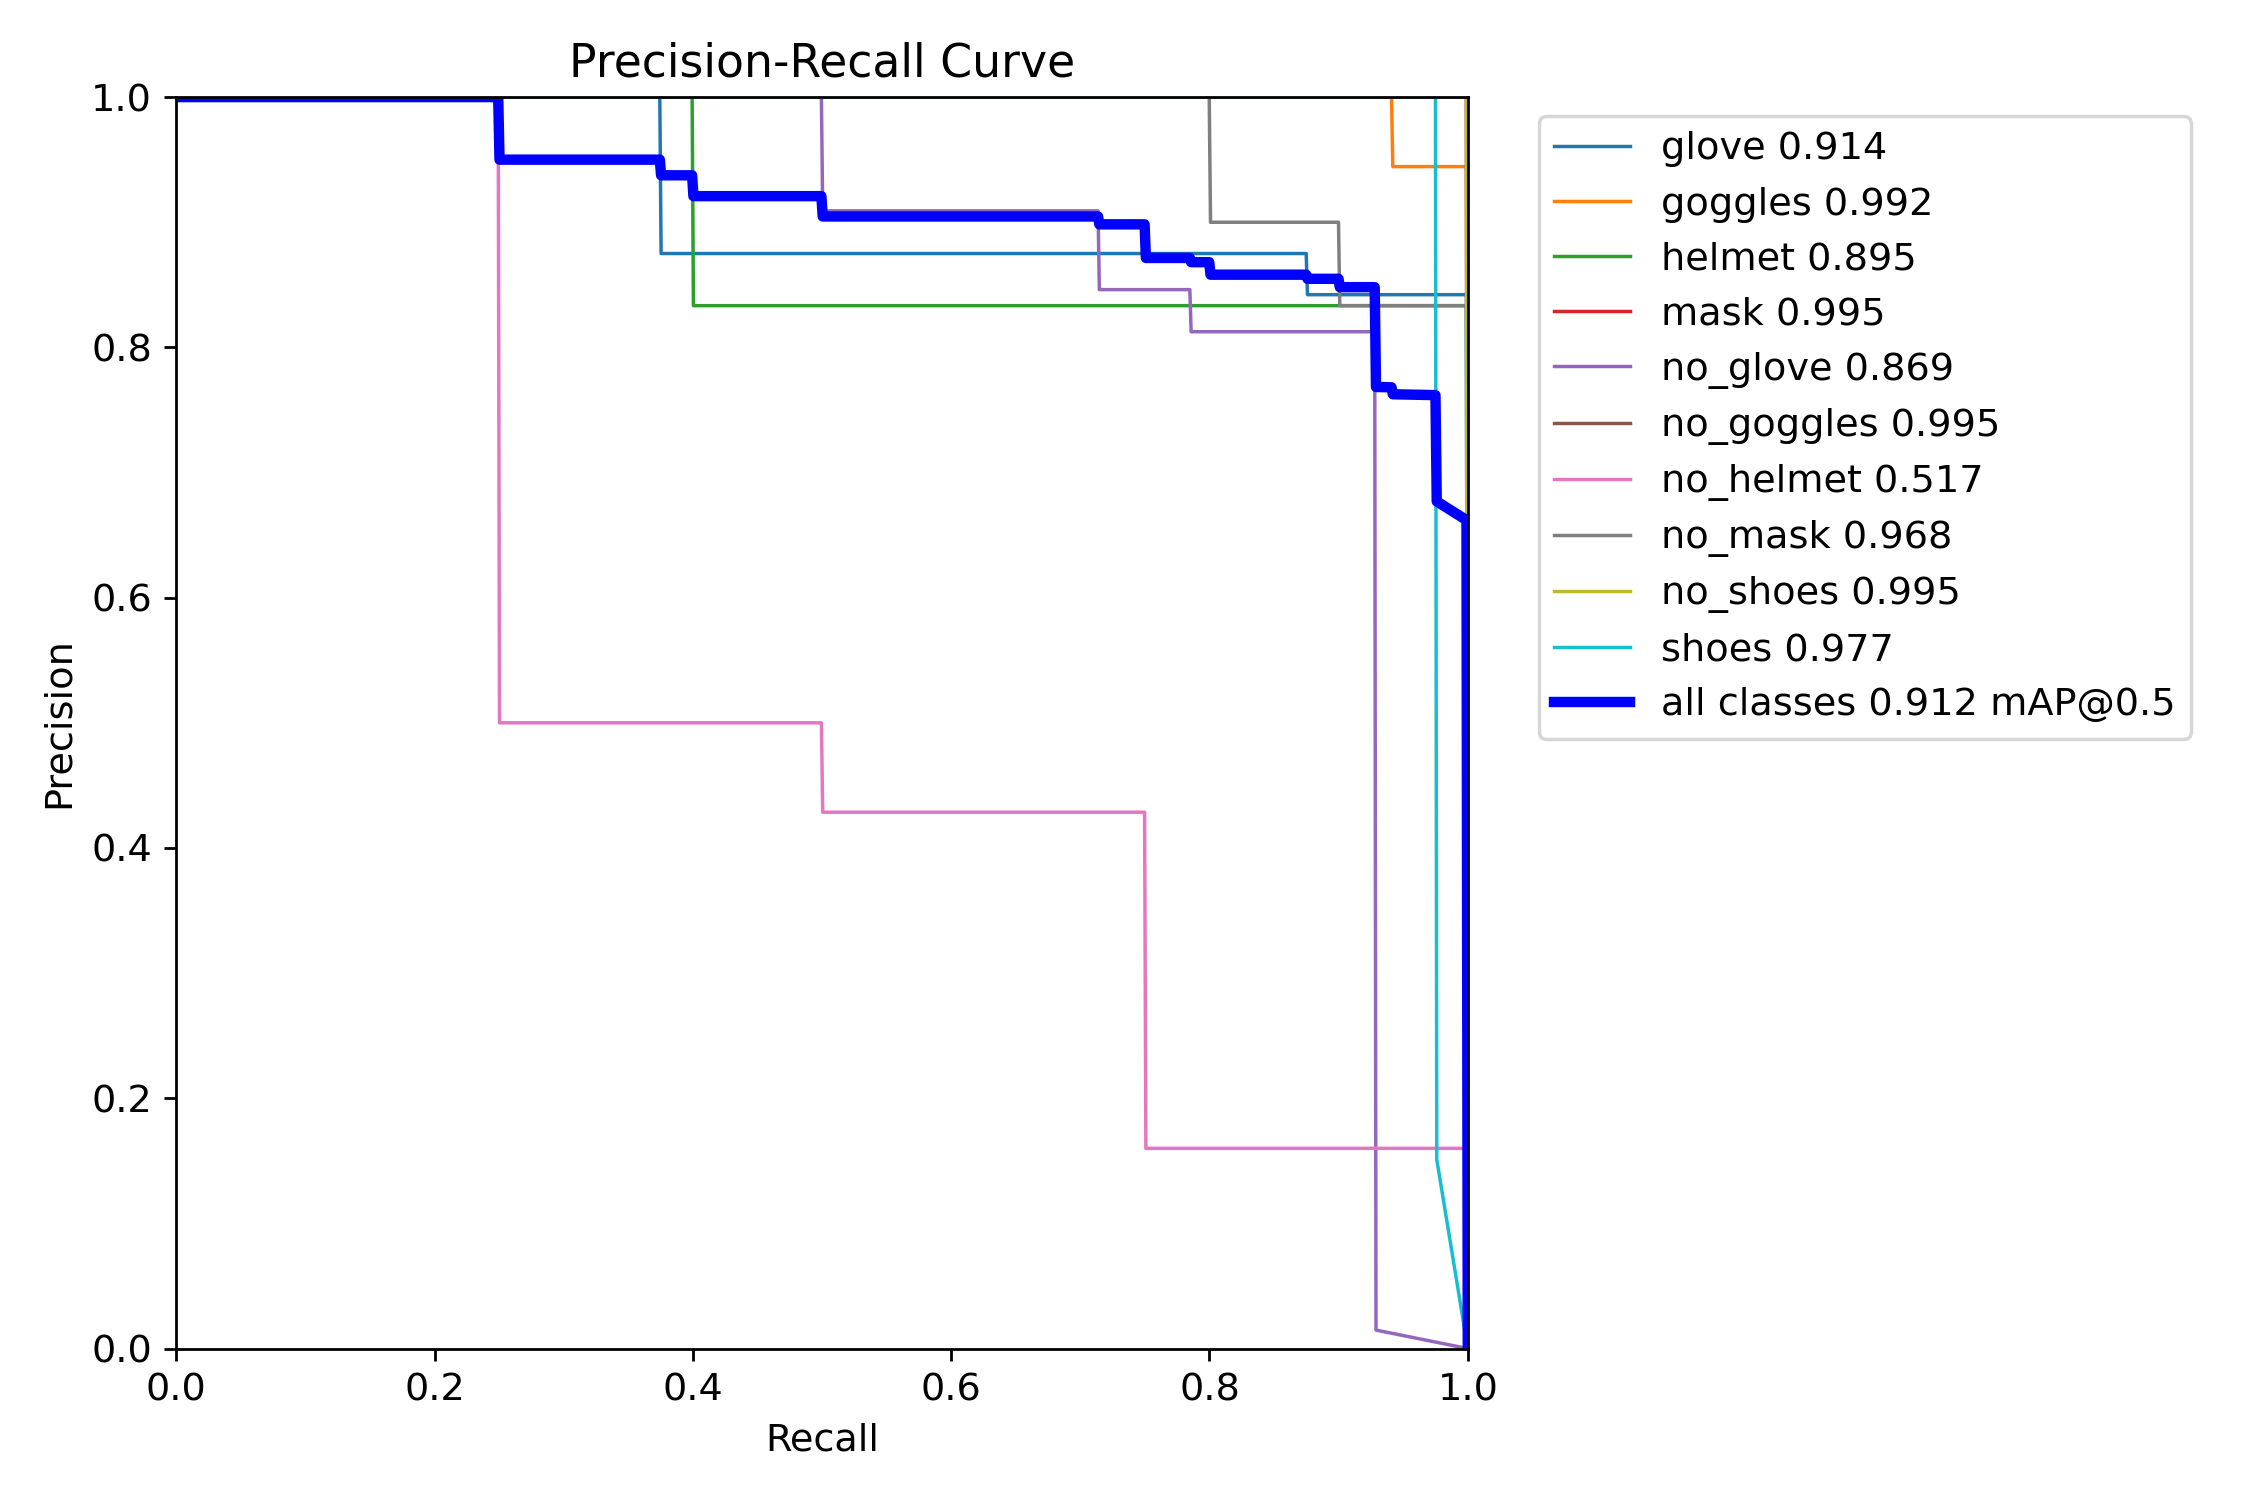 Precision-Recall Curve
1.0
0.8
0.6
0.4
0.2
0.0
Precision
0.0 0.2 0.4 0.6 0.8 1.0
Recall
glove 0.914
goggles 0.992
helmet 0.895
mask 0.995
no_glove 0.869
no_goggles 0.995
no_helmet 0.517
no_mask 0.968
no_shoes 0.995
shoes 0.977
all classes 0.912 mAP@0.5